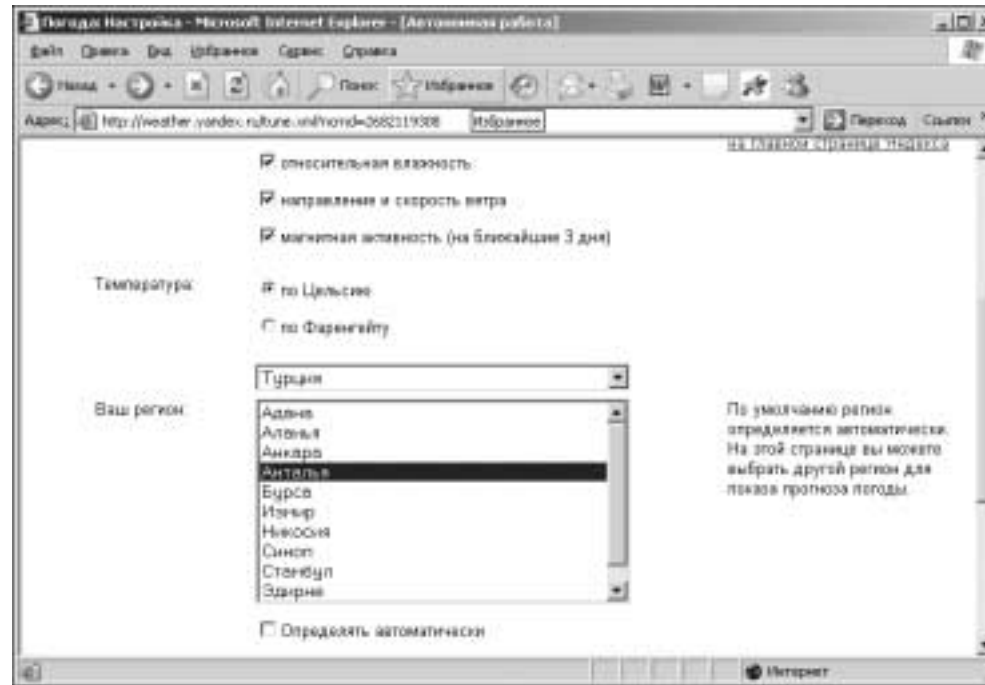 Погода: Настройка - Microsoft Internet Explorer - [Автономная работа]
Файл Правка Вид Избранное Сервис Справка
Назад Поиск Избранное
Адрес: http://weather.yandex.ru/tune.xml?nomd=2682119308 Избранное Переход Ссылки
на главной странице Яндекса
относительная влажность
направление и скорость ветра
магнитная активность (на ближайшие 3 дня)
Температура: по Цельсию
по Фаренгейту
Турция
Ваш регион:
Адана
Аланья
Анкара
Анталья
Бурса
Измир
Никосия
Синоп
Стамбул
Эдирне
По умолчанию регион
определяется автоматически.
На этой странице вы можете
выбрать другой регион для
показа прогноза погоды.
Определять автоматически
Интернет